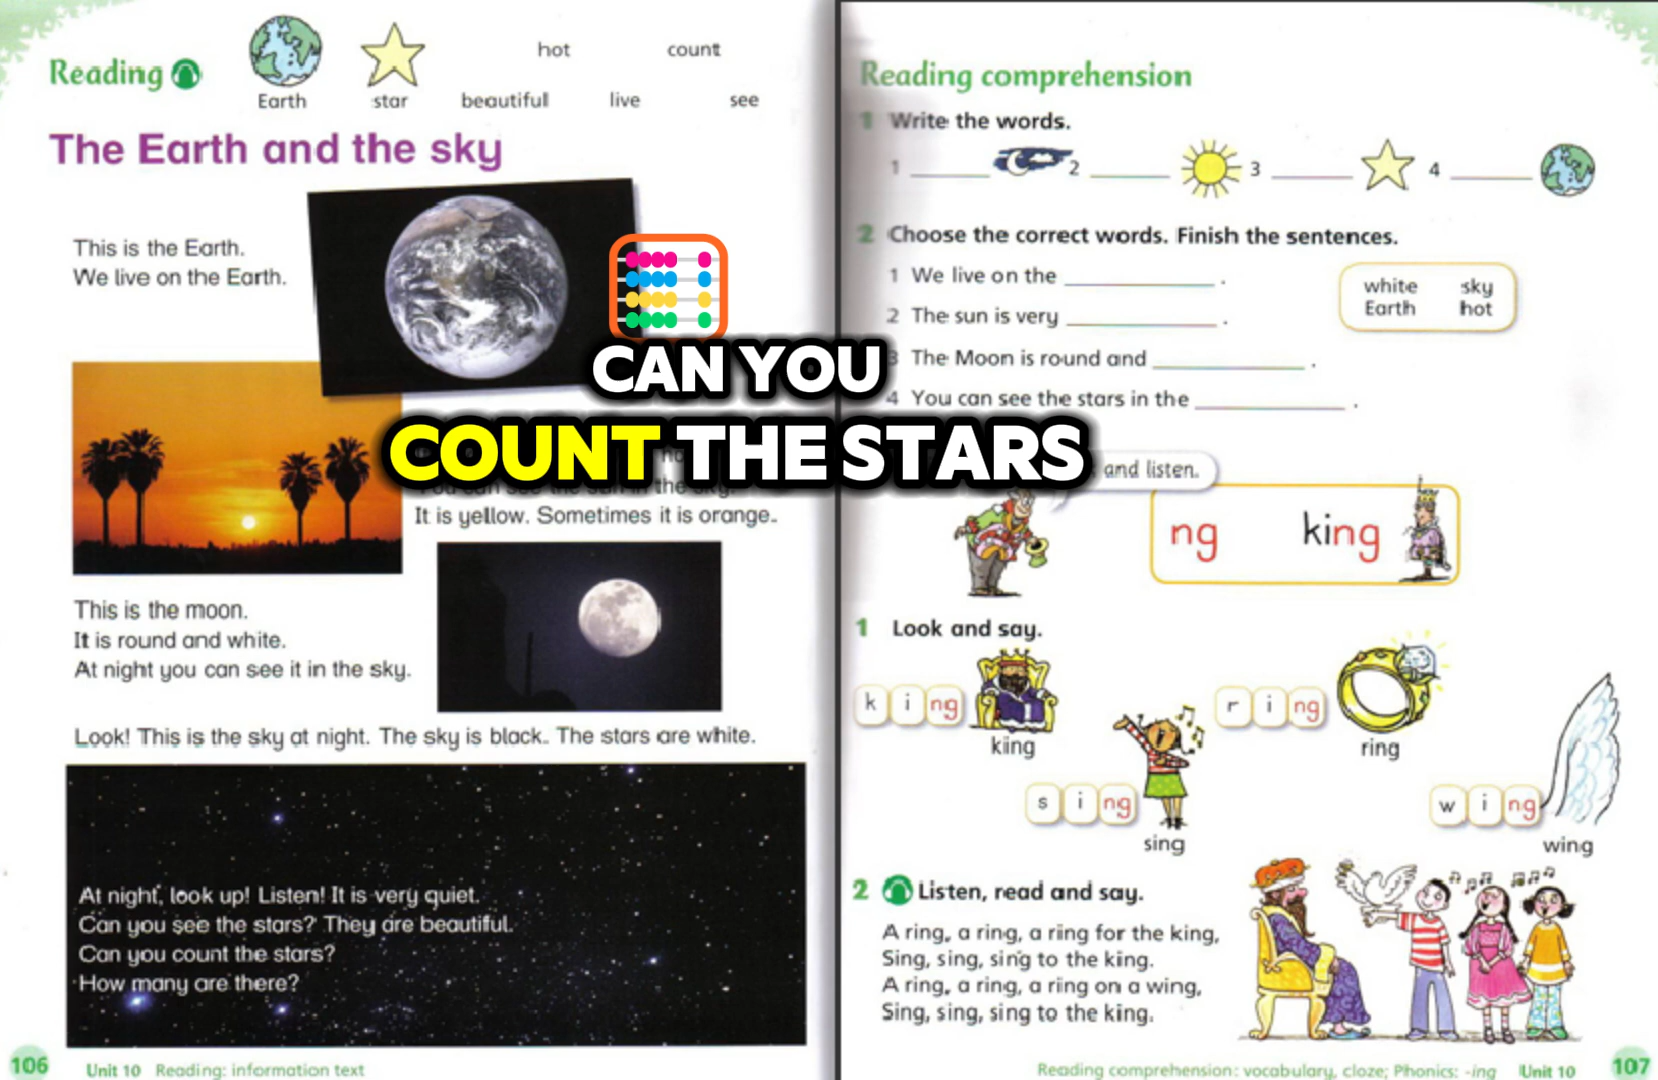 Reading
Earth
star
hot
count
beautiful
live
see
The Earth and the sky
This is the Earth.
We live on the Earth.
CAN YOU
COUNT THE STARS
the sky.
It is yellow. Sometimes it is orange.
This is the moon.
It is round and white.
At night you can see it in the sky.
Look! This is the sky at night. The sky is black. The stars are white.
At night, look up! Listen! It is very quiet.
Can you see the stars? They are beautiful.
Can you count the stars?
How many are there?
106 Unit 10 Reading: information text
Reading comprehension
1 Write the words.
1 ________ 2 ________ 3 ________ 4 ________
2 Choose the correct words. Finish the sentences.
1 We live on the ____________ .
2 The sun is very ____________ .
3 The Moon is round and ____________ .
4 You can see the stars in the ____________ .
white sky
Earth hot
and listen.
ng king
1 Look and say.
k i ng
king
r i ng
ring
s i ng
sing
w i ng
wing
2 Listen, read and say.
A ring, a ring, a ring for the king,
Sing, sing, sing to the king.
A ring, a ring, a ring on a wing,
Sing, sing, sing to the king.
Reading comprehension: vocabulary, cloze; Phonics: -ing Unit 10 107